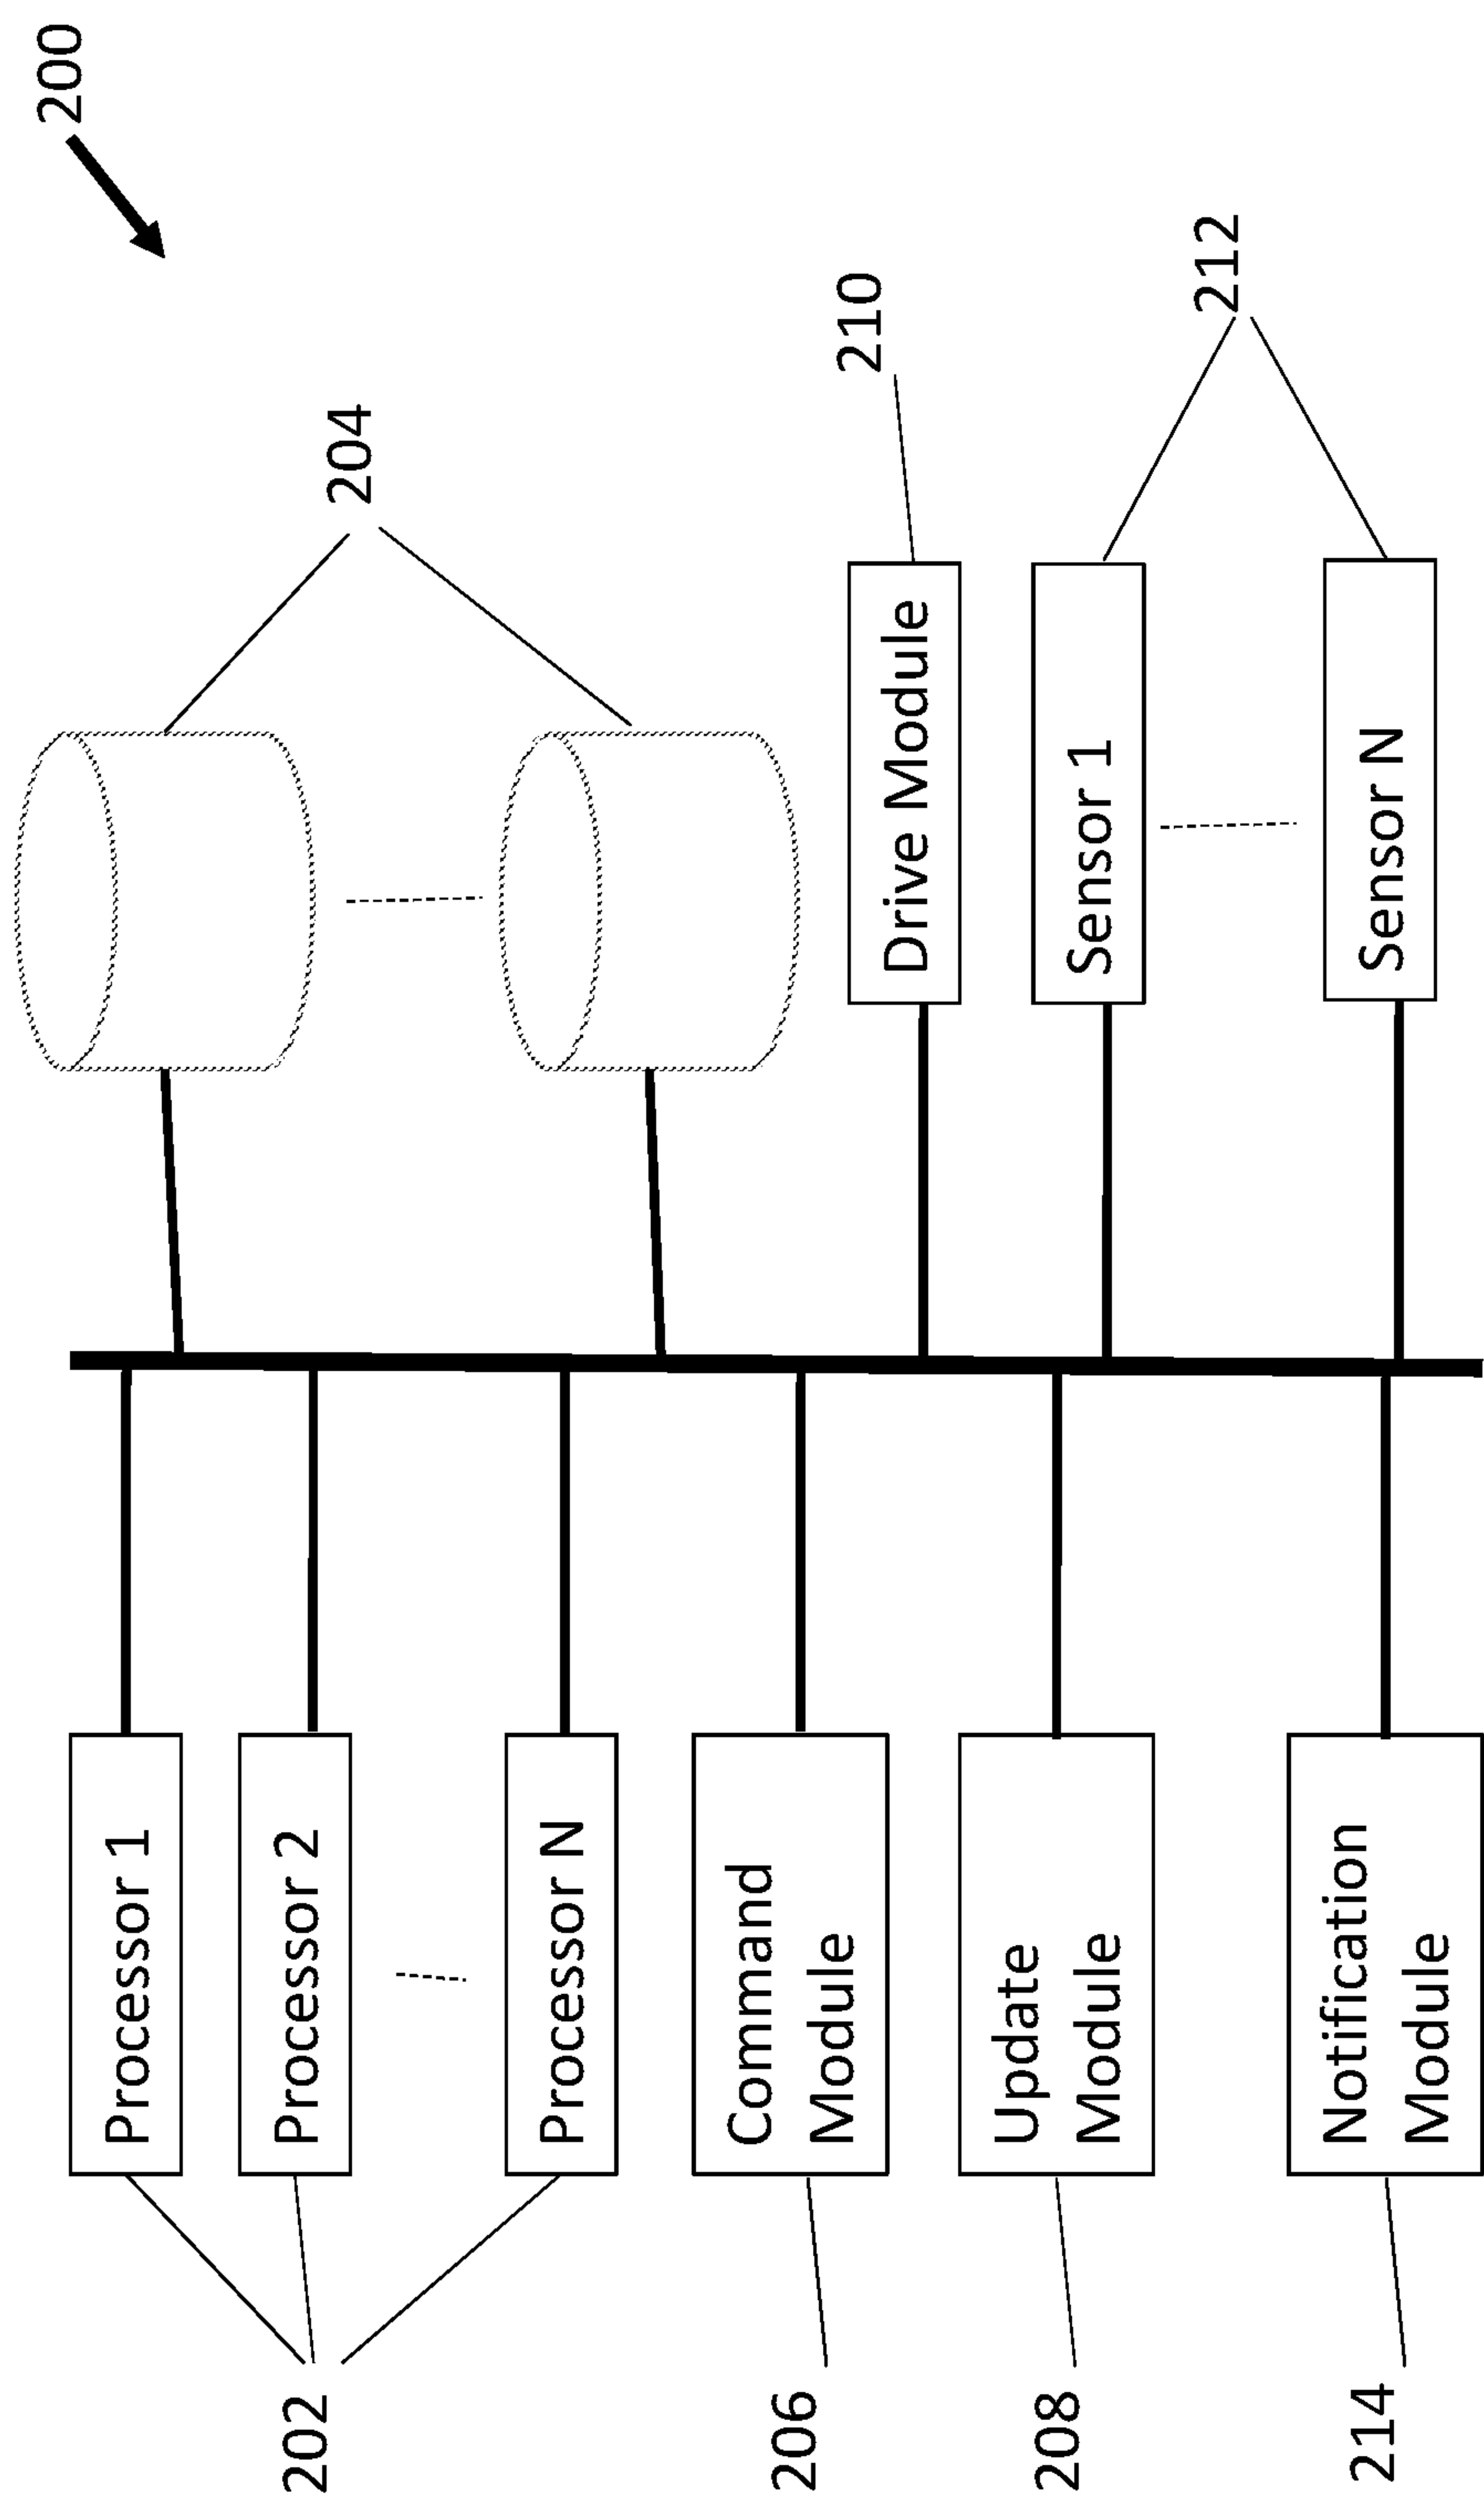 200
202
Processor 1
Processor 2
Processor N
204
206
Command
Module
208
Update
Module
210
Drive Module
212
Sensor 1
Sensor N
214
Notification
Module